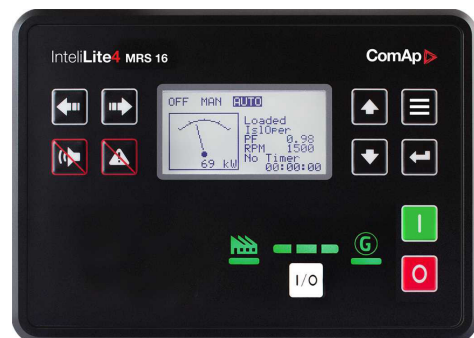 InteliLite4 MRS 16
ComAp
OFF MAN AUTO
Loaded
IslOper
PF 0.98
RPM 1500
No Timer
00:00:00
69 kW
I
G
I/O
O